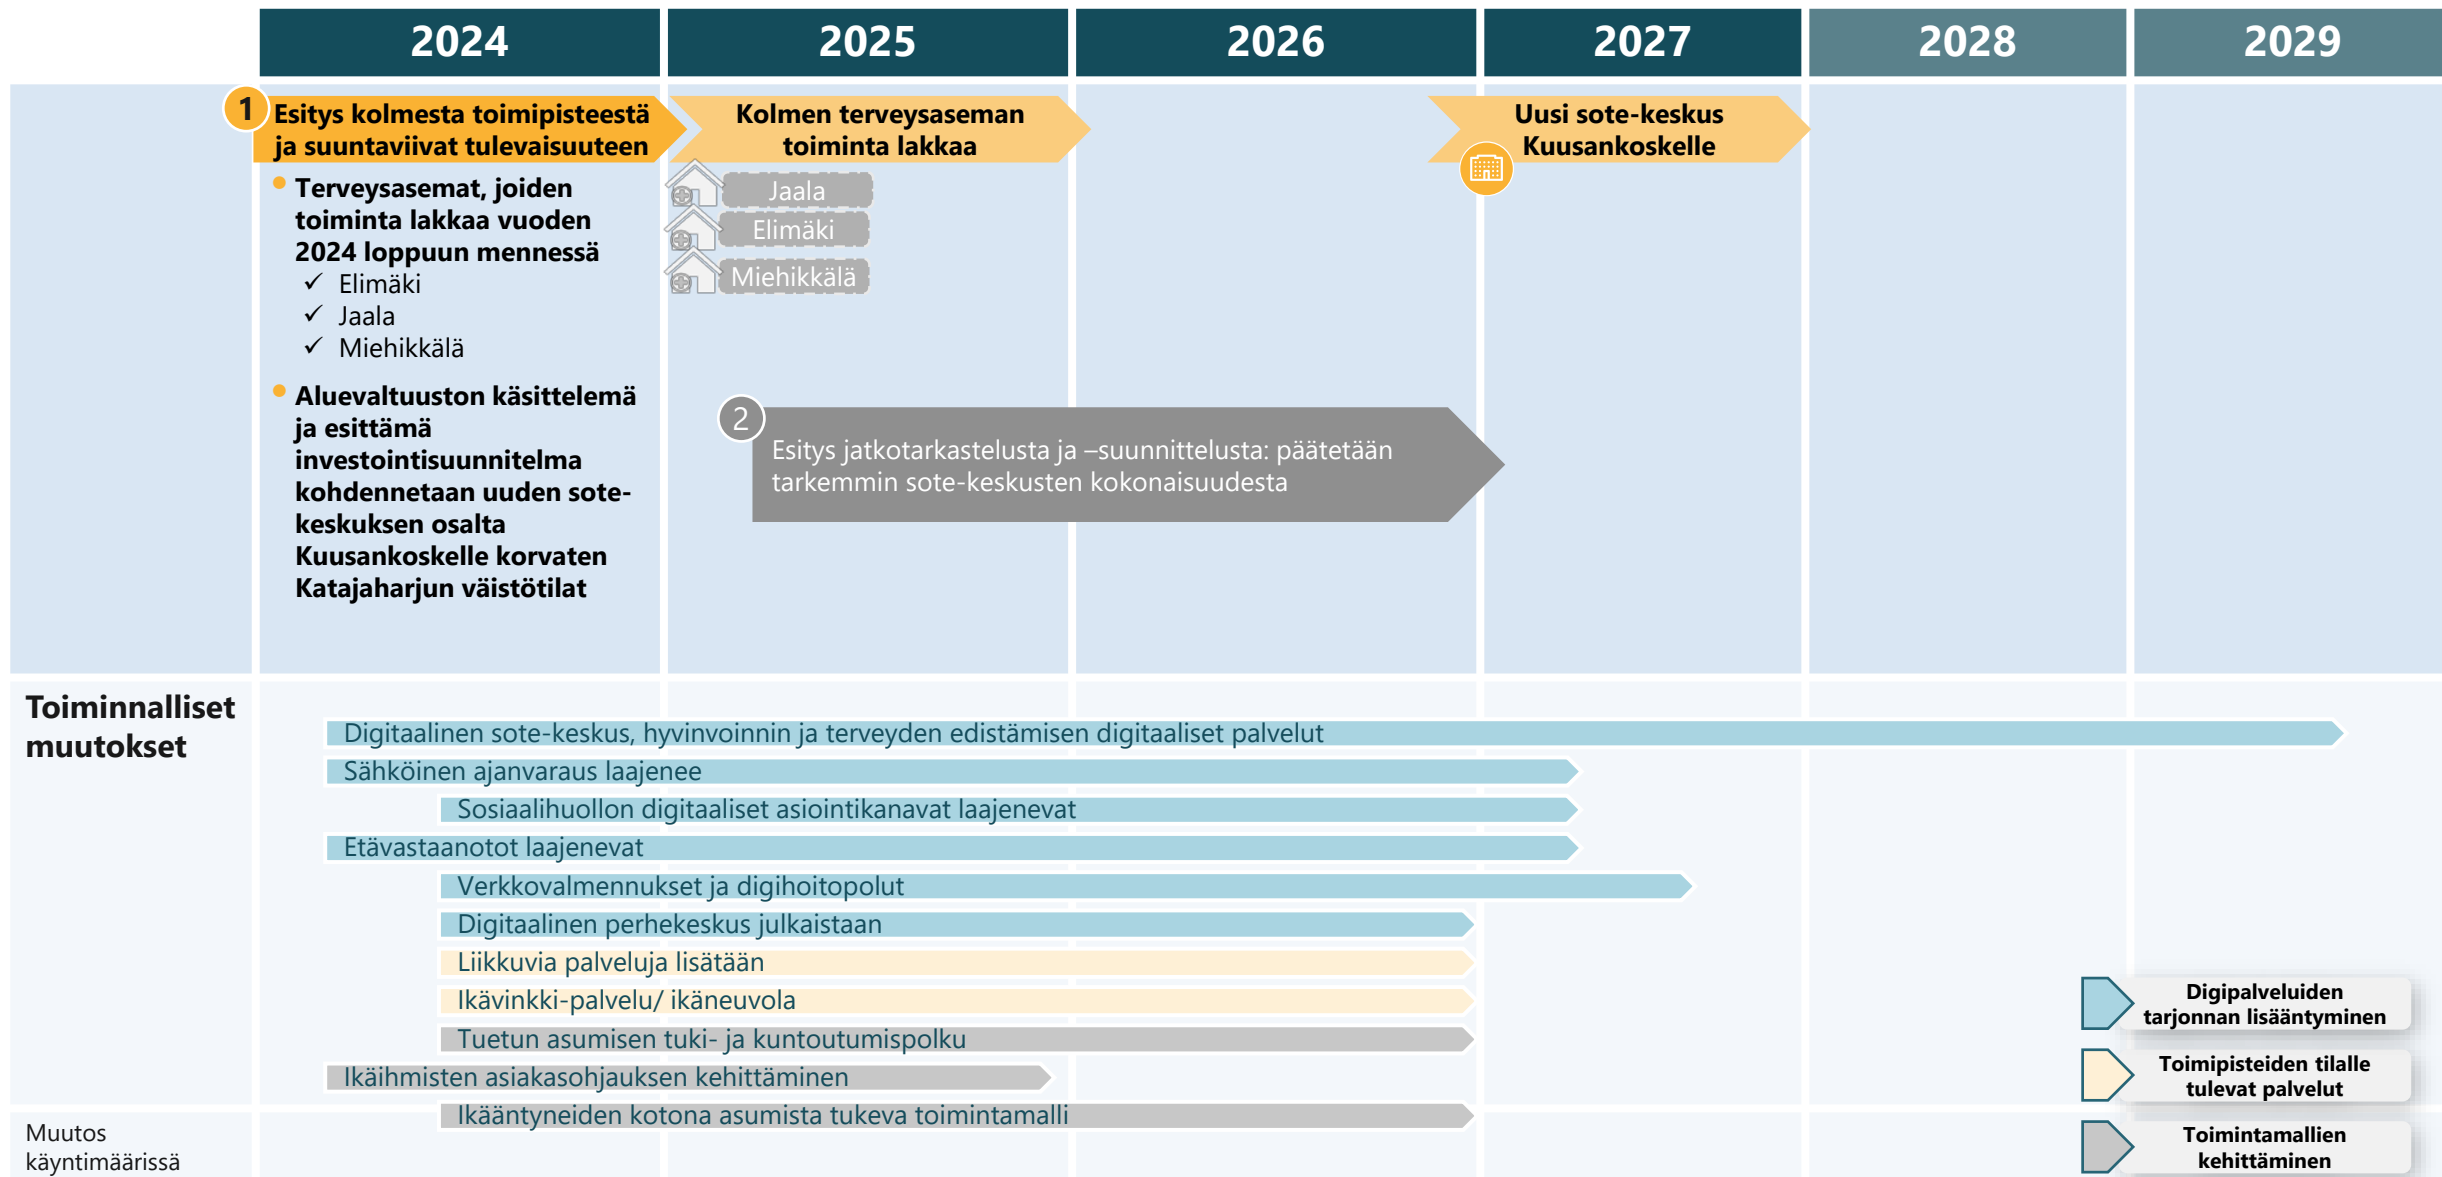 2024
2025
2026
2027
2028
2029
1
Esitys kolmesta toimipisteestä
ja suuntaviivat tulevaisuuteen
Kolmen terveysaseman
toiminta lakkaa
Uusi sote-keskus
Kuusankoskelle
Terveysasemat, joiden
toiminta lakkaa vuoden
2024 loppuun mennessä
✓ Elimäki
✓ Jaala
✓ Miehikkälä
Jaala
Elimäki
Miehikkälä
Aluevaltuuston käsittelemä
ja esittämä
investointisuunnitelma
kohdennetaan uuden sote-
keskuksen osalta
Kuusankoskelle korvaten
Katajaharjun väistötilat
2
Esitys jatkotarkastelusta ja –suunnittelusta: päätetään
tarkemmin sote-keskusten kokonaisuudesta
Toiminnalliset
muutokset
Digitaalinen sote-keskus, hyvinvoinnin ja terveyden edistämisen digitaaliset palvelut
Sähköinen ajanvaraus laajenee
Sosiaalihuollon digitaaliset asiointikanavat laajenevat
Etävastaanotot laajenevat
Verkkovalmennukset ja digihoitopolut
Digitaalinen perhekeskus julkaistaan
Liikkuvia palveluja lisätään
Ikävinkki-palvelu/ ikäneuvola
Tuetun asumisen tuki- ja kuntoutumispolku
Ikäihmisten asiakasohjauksen kehittäminen
Ikääntyneiden kotona asumista tukeva toimintamalli
Digipalveluiden
tarjonnan lisääntyminen
Toimipisteiden tilalle
tulevat palvelut
Toimintamallien
kehittäminen
Muutos
käyntimäärissä